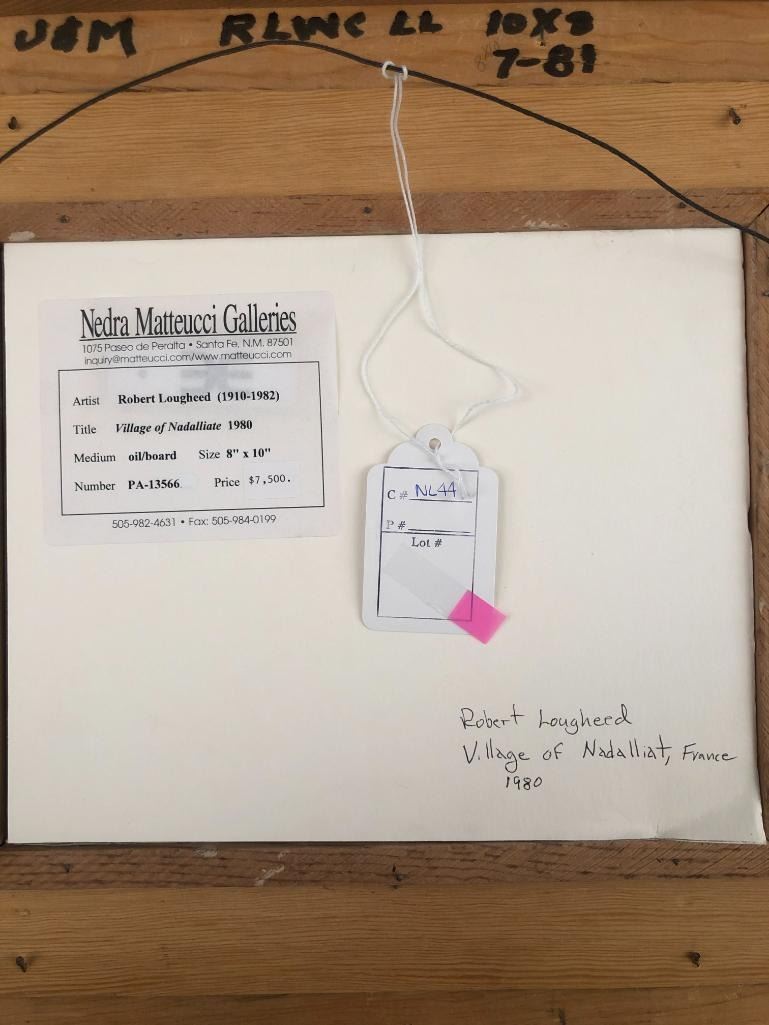 J&M RLWC LL 10X8
7-81
Nedra Matteucci Galleries
1075 Paseo de Peralta • Santa Fe, N.M. 87501
inquiry@matteucci.com/www.matteucci.com
Artist Robert Lougheed (1910-1982)
Title Village of Nadalliate 1980
Medium oil/board Size 8" x 10"
Number PA-13566 Price $7,500.
505-982-4631 • Fax: 505-984-0199
C# NL44
P#
Lot #
Robert Lougheed
Village of Nadalliat, France
1980